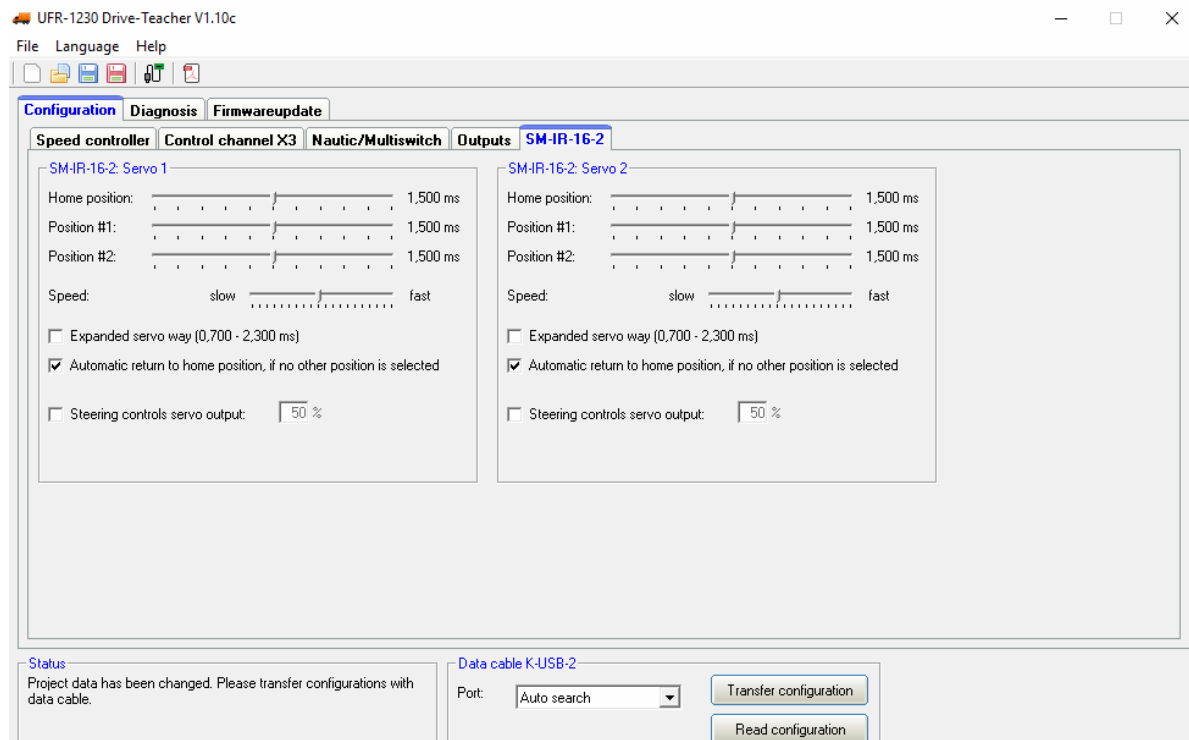 UFR-1230 Drive-Teacher V1.10c
File Language Help
Configuration Diagnosis Firmwareupdate
Speed controller Control channel X3 Nautic/Multiswitch Outputs SM-IR-16-2
SM-IR-16-2: Servo 1
Home position: 1,500 ms
Position #1: 1,500 ms
Position #2: 1,500 ms
Speed: slow fast
Expanded servo way (0,700 - 2,300 ms)
Automatic return to home position, if no other position is selected
Steering controls servo output: 50 %
SM-IR-16-2: Servo 2
Home position: 1,500 ms
Position #1: 1,500 ms
Position #2: 1,500 ms
Speed: slow fast
Expanded servo way (0,700 - 2,300 ms)
Automatic return to home position, if no other position is selected
Steering controls servo output: 50 %
Status
Project data has been changed. Please transfer configurations with
data cable.
Data cable K-USB-2
Port: Auto search
Transfer configuration
Read configuration